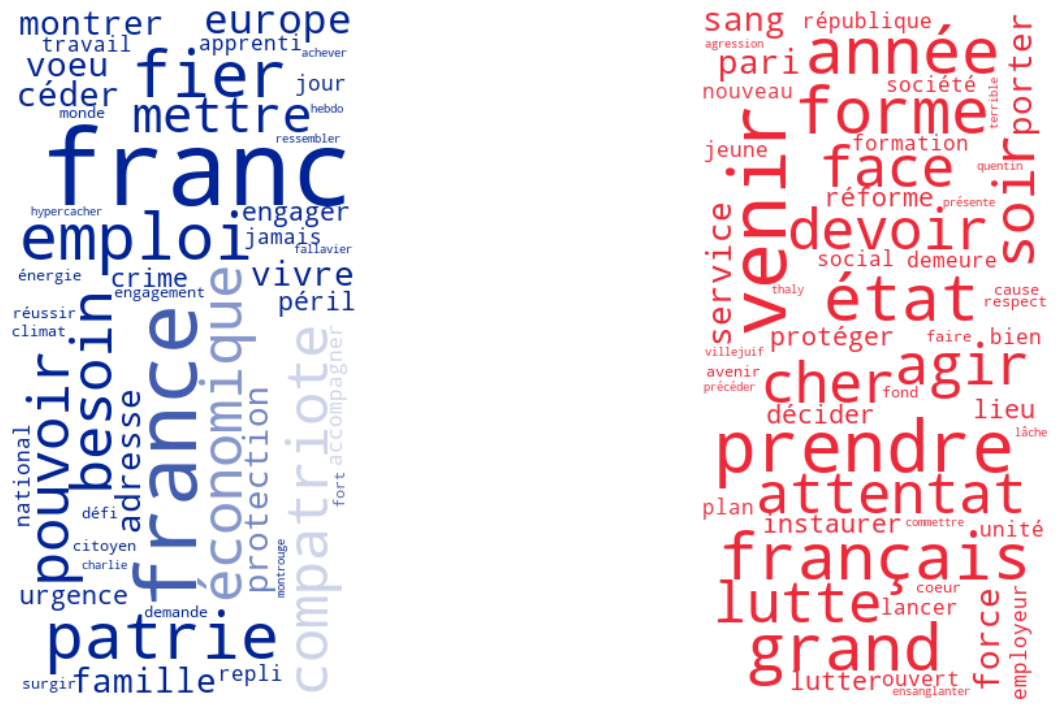 montrer
europe
travail
apprenti
achever
voeu
fier
jour
céder
mettre
hebdo
monde
ressembler
franc
hypercacher
engager
emploi
jamais
fallavier
énergie
crime
vivre
engagement
péril
réussir
climat
besoin
pouvoir
france
économique
compatriote
accompagner
adresse
protection
national
fort
défi
citoyen
charlie
montrouge
urgence
demande
patrie
repli
surgir
famille
sang
république
agression
année
porter
pari
société
nouveau
terrible
forme
venir
formation
jeune
face
quentin
soir
réforme
présente
service
devoir
social
demeure
thaly
état
cause
respect
protéger
faire
bien
villejuif
agir
avenir
précéder
cher
fond
décider
lieu
prendre
lâche
attentat
plan
instaurer
commettre
unité
français
coeur
lutte
lancer
force
employeur
grand
lutter
ouvert
ensanglanter